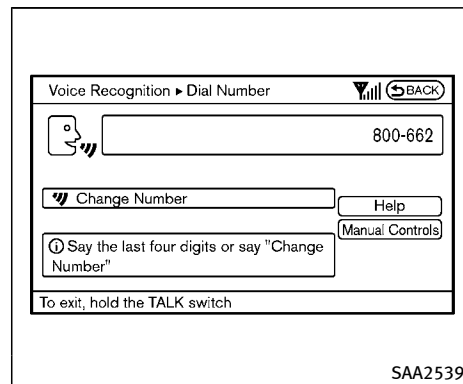 Voice Recognition ▸ Dial Number
BACK
800-662
Change Number
Help
Manual Controls
Say the last four digits or say "Change
Number"
To exit, hold the TALK switch
SAA2539